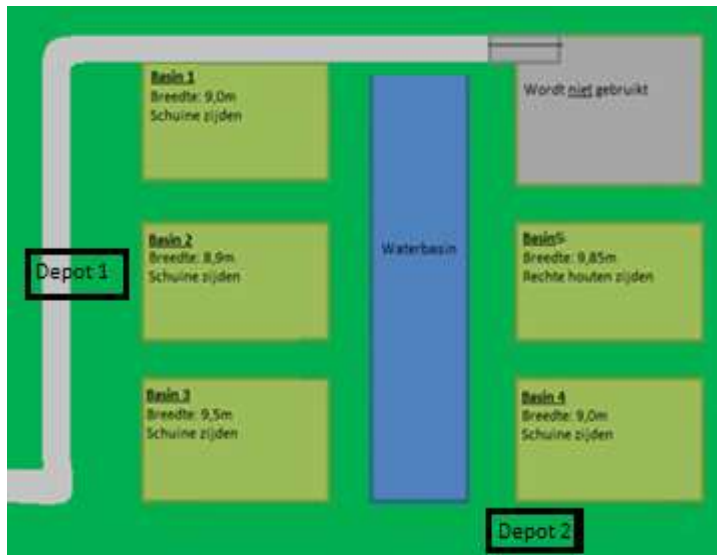 Basin 1
Breedte: 9,0m
Schuine zijden
Wordt niet gebruikt
Basin 2
Breedte: 8,9m
Schuine zijden
Waterbasin
Basin5
Breedte: 9,85m
Rechte houten zijden
Depot 1
Basin 3
Breedte: 9,5m
Schuine zijden
Basin 4
Breedte: 9,0m
Schuine zijden
Depot 2